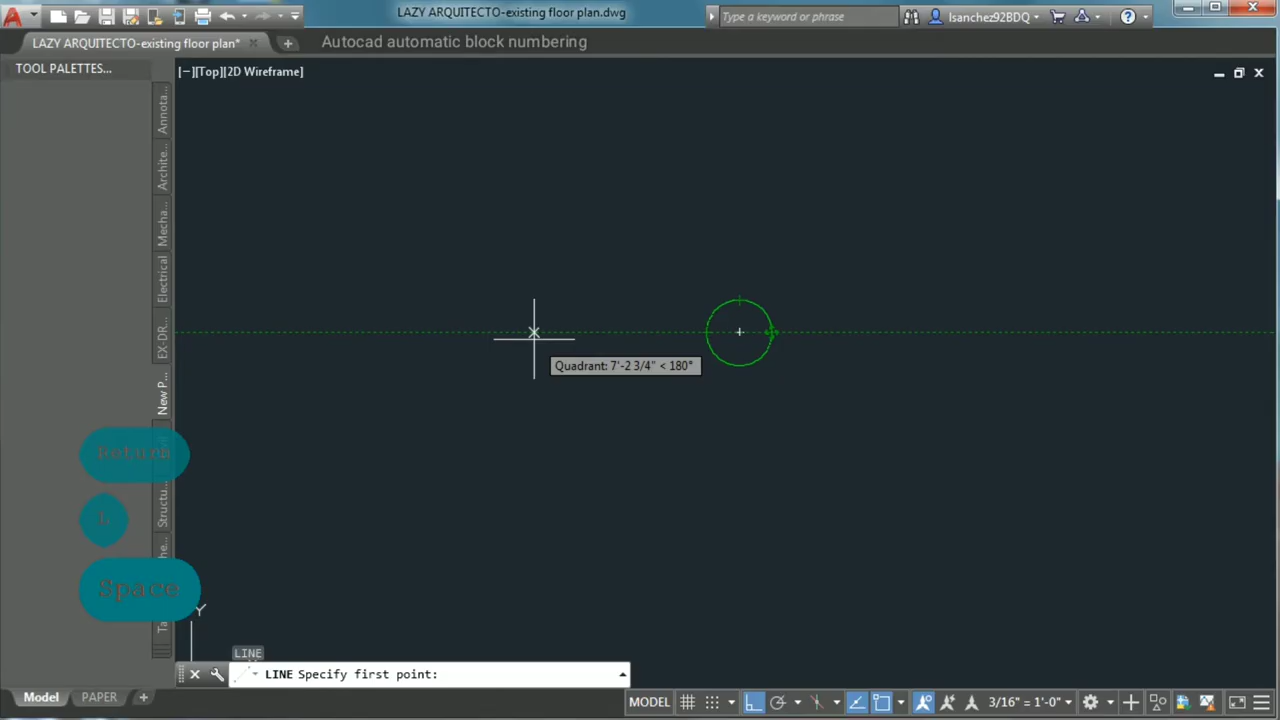 LAZY ARQUITECTO-existing floor plan.dwg
Type a keyword or phrase
lsanchez92BDQ
LAZY ARQUITECTO-existing floor plan*
Autocad automatic block numbering
TOOL PALETTES...
[−][Top][2D Wireframe]
Annota...
Archite...
Mecha...
Electrical
EX-DR...
New P...
Structu...
Quadrant: 7'-2 3/4" < 180°
Return
L
Space
Y
LINE
LINE Specify first point:
Model
PAPER
MODEL
3/16" = 1'-0"